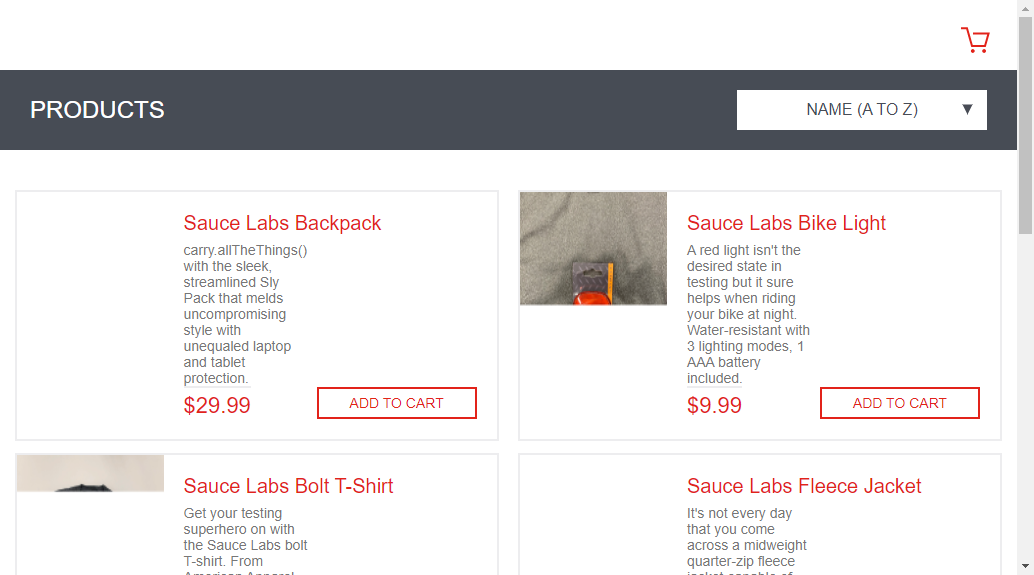 PRODUCTS
NAME (A TO Z)
Sauce Labs Backpack
carry.allTheThings()
with the sleek,
streamlined Sly
Pack that melds
uncompromising
style with
unequaled laptop
and tablet
protection.
$29.99
ADD TO CART
Sauce Labs Bike Light
A red light isn't the
desired state in
testing but it sure
helps when riding
your bike at night.
Water-resistant with
3 lighting modes, 1
AAA battery
included.
$9.99
ADD TO CART
Sauce Labs Bolt T-Shirt
Get your testing
superhero on with
the Sauce Labs bolt
T-shirt. From
American Apparel,
Sauce Labs Fleece Jacket
It's not every day
that you come
across a midweight
quarter-zip fleece
jacket capable of